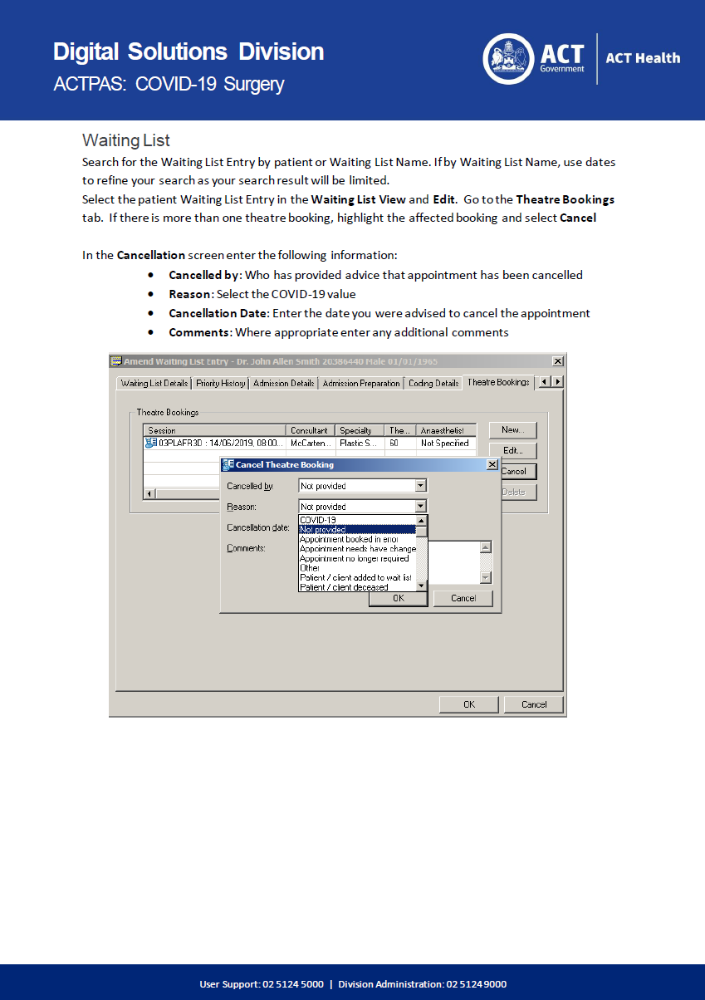 Digital Solutions Division
ACTPAS: COVID-19 Surgery
ACT
Government
ACT Health
Waiting List
Search for the Waiting List Entry by patient or Waiting List Name. If by Waiting List Name, use dates
to refine your search as your search result will be limited.
Select the patient Waiting List Entry in the Waiting List View and Edit. Go to the Theatre Bookings
tab. If there is more than one theatre booking, highlight the affected booking and select Cancel
In the Cancellation screen enter the following information:
• Cancelled by: Who has provided advice that appointment has been cancelled
• Reason: Select the COVID-19 value
• Cancellation Date: Enter the date you were advised to cancel the appointment
• Comments: Where appropriate enter any additional comments
Amend Waiting List Entry - Dr. John Allen Smith 20386440 Male 01/01/1965
Waiting List Details Priority History Admission Details Admission Preparation Coding Details Theatre Bookings
Theatre Bookings
Session Consultant Specialty The... Anaesthetist
03PLAFR3D : 14/06/2019, 08:00... McCarten... Plastic S... 60 Not Specified
New...
Edit...
Cancel
Delete
Cancel Theatre Booking
Cancelled by: Not provided
Reason: Not provided
COVID-19
Cancellation date: Not provided
Appointment booked in error
Comments: Appointment needs have change
Appointment no longer required
Other
Patient / client added to wait list
Patient / client deceased
OK Cancel
OK Cancel
User Support: 02 5124 5000 | Division Administration: 02 5124 9000